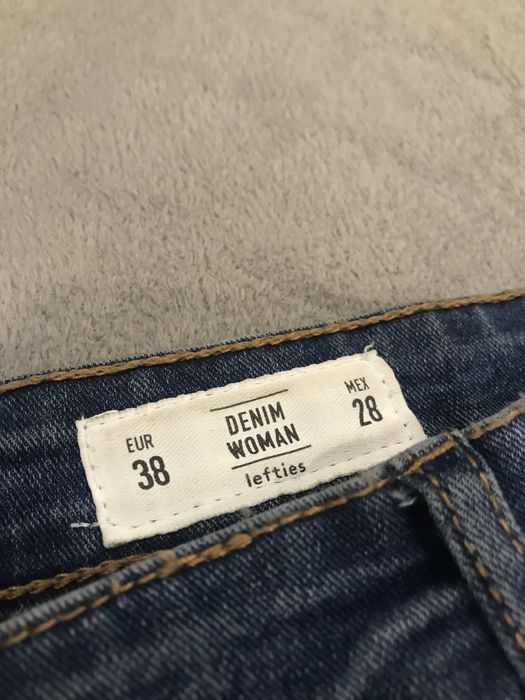 EUR
38
DENIM
WOMAN
lefties
MEX
28